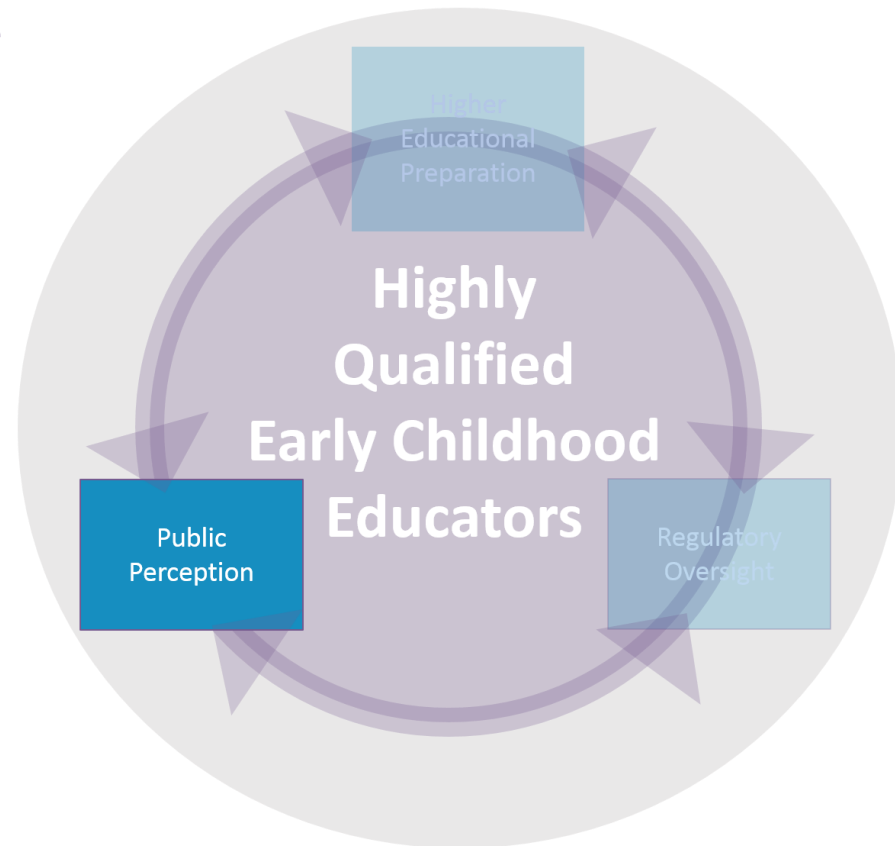 Higher
Educational
Preparation
Highly
Qualified
Early Childhood
Educators
Public
Perception
Regulatory
Oversight